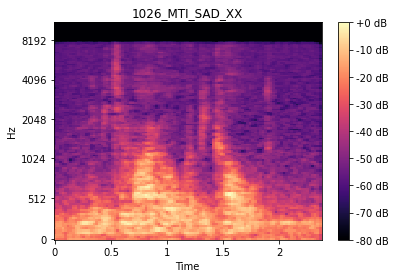 1026_MTI_SAD_XX
+0 dB
8192
-10 dB
4096
-20 dB
-30 dB
2048
Hz
-40 dB
1024
-50 dB
512
-60 dB
-70 dB
0
-80 dB
0
0.5
1
1.5
2
Time